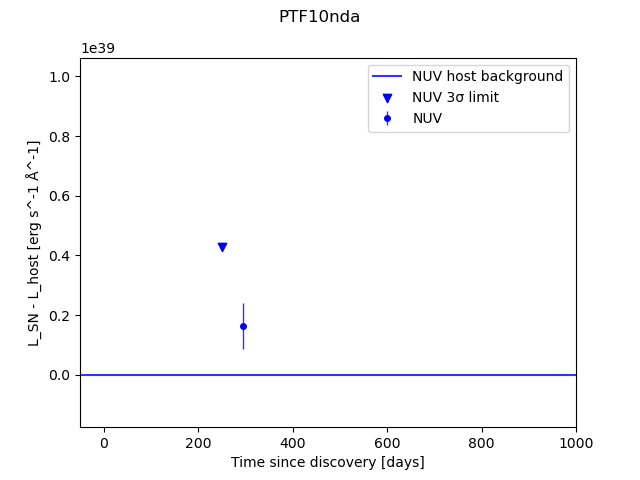 PTF10nda
1e39
NUV host background
NUV 3σ limit
NUV
1.0
0.8
0.6
0.4
0.2
0.0
L_SN - L_host [erg s^-1 Å^-1]
0 200 400 600 800 1000
Time since discovery [days]